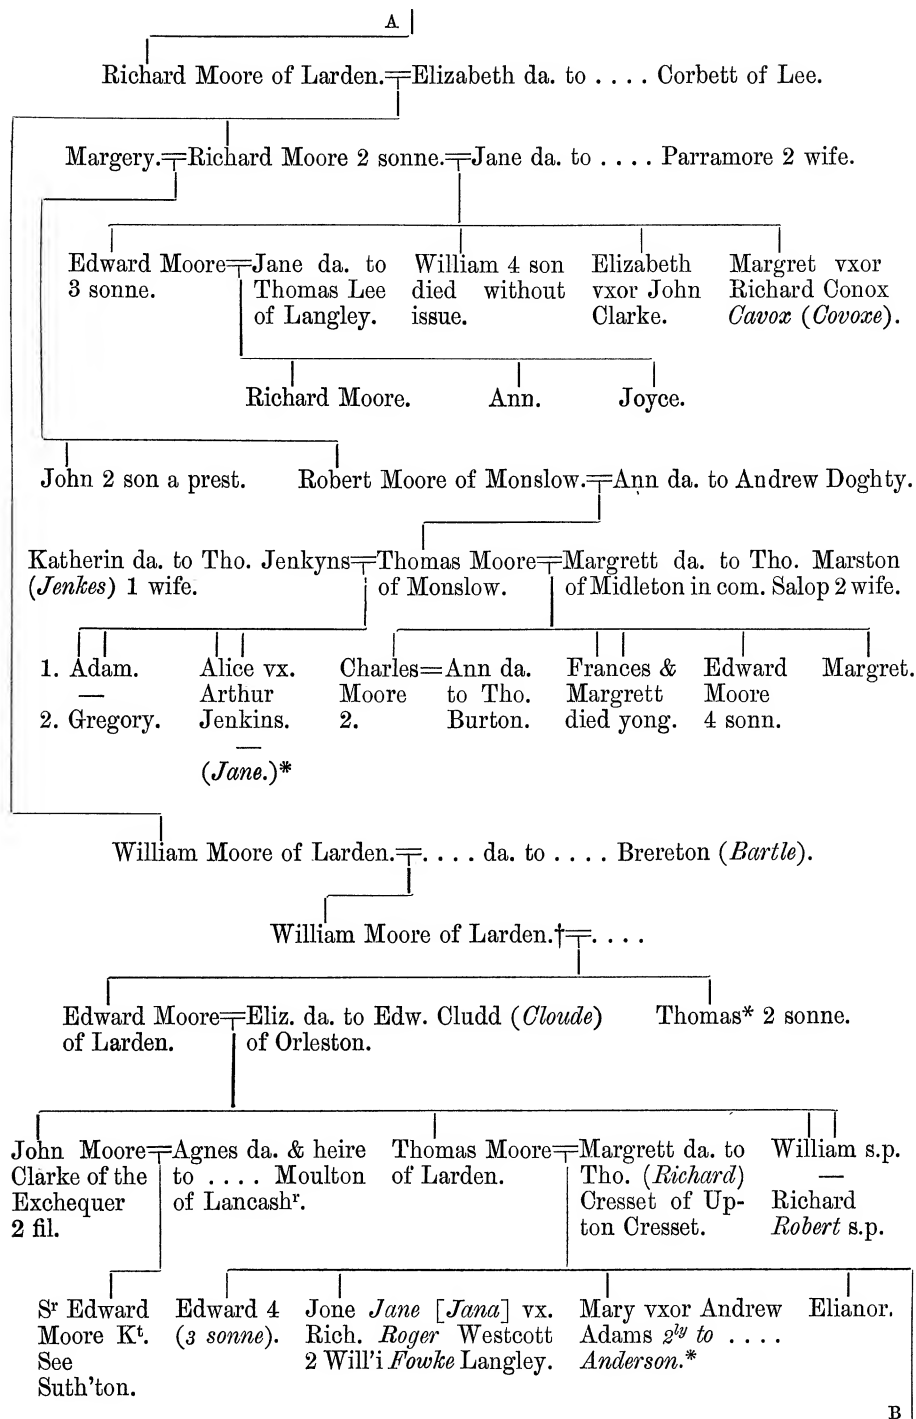 A
Richard Moore of Larden.=Elizabeth da. to . . . . Corbett of Lee.
Margery.=Richard Moore 2 sonne.=Jane da. to . . . . Parramore 2 wife.
Edward Moore=Jane da. to
3 sonne. Thomas Lee
of Langley.
William 4 son
died without
issue.
Elizabeth
vxor John
Clarke.
Margret vxor
Richard Conox
Cavox (Covoxe).
Richard Moore. Ann. Joyce.
John 2 son a prest. Robert Moore of Monslow.=Ann da. to Andrew Doghty.
Katherin da. to Tho. Jenkyns=Thomas Moore=Margrett da. to Tho. Marston
(Jenkes) 1 wife. of Monslow. of Midleton in com. Salop 2 wife.
1. Adam.
—
2. Gregory.
Alice vx.
Arthur
Jenkins.
—
(Jane.)*
Charles=Ann da.
Moore to Tho.
2. Burton.
Frances &
Margrett
died yong.
Edward
Moore
4 sonn.
Margret.
William Moore of Larden.=. . . . da. to . . . . Brereton (Bartle).
William Moore of Larden.†=. . . .
Edward Moore=Eliz. da. to Edw. Cludd (Cloude)
of Larden. of Orleston.
Thomas* 2 sonne.
John Moore=Agnes da. & heire
Clarke of the to . . . . Moulton
Exchequer of Lancashʳ.
2 fil.
Thomas Moore=Margrett da. to
of Larden. Tho. (Richard)
Cresset of Up-
ton Cresset.
William s.p.
—
Richard
Robert s.p.
Sʳ Edward
Moore Kᵗ.
See
Suth'ton.
Edward 4
(3 sonne).
Jone Jane [Jana] vx.
Rich. Roger Westcott
2 Will'i Fowke Langley.
Mary vxor Andrew
Adams 2ˡʸ to . . . .
Anderson.*
Elianor.
B